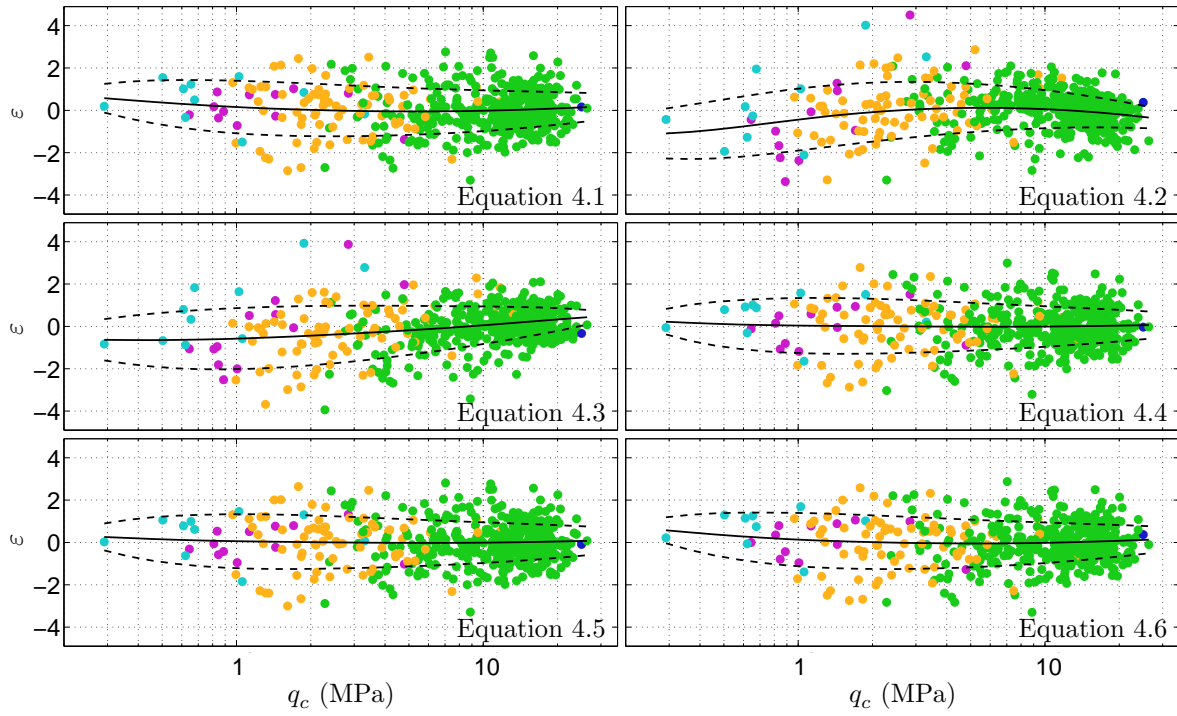 4
2
0
−2
−4
ε
Equation 4.1
Equation 4.2
4
2
0
−2
−4
ε
Equation 4.3
Equation 4.4
4
2
0
−2
−4
ε
Equation 4.5
Equation 4.6
1 10 1 10
q_c (MPa) q_c (MPa)